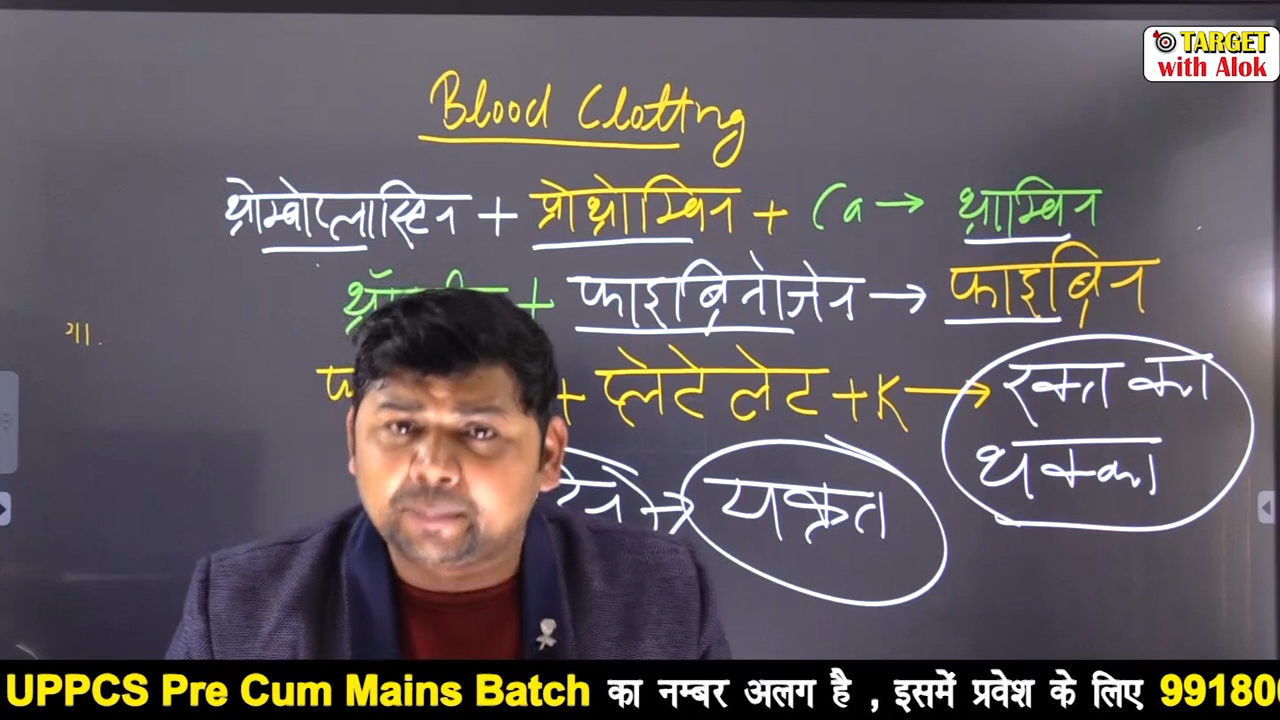 TARGET
with Alok
Blood Clotting
थ्रोम्बोप्लास्टिन + प्रोथ्रोम्बिन + Ca → थ्राम्बिन
+ फाइब्रिनोजेन → फाइब्रिन
+ प्लेटेलेट + K → रक्त का
थक्का
→ यकृत
गा.
UPPCS Pre Cum Mains Batch का नम्बर अलग है , इसमें प्रवेश के लिए 99180